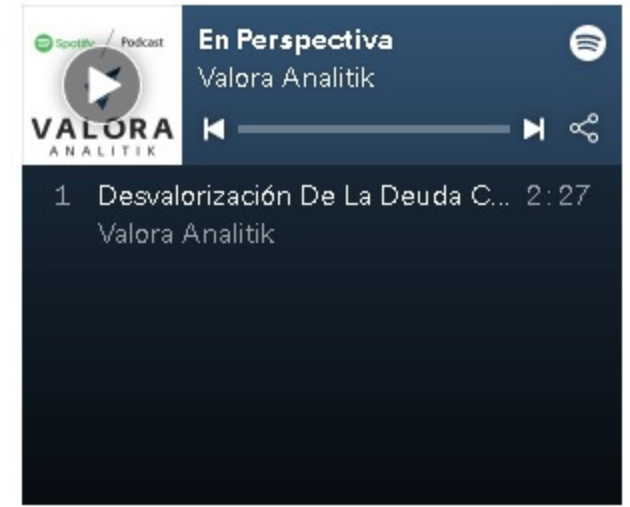 Spotify / Podcast
VALORA
ANALITIK
En Perspectiva
Valora Analitik
1 Desvalorización De La Deuda C... 2:27
Valora Analitik